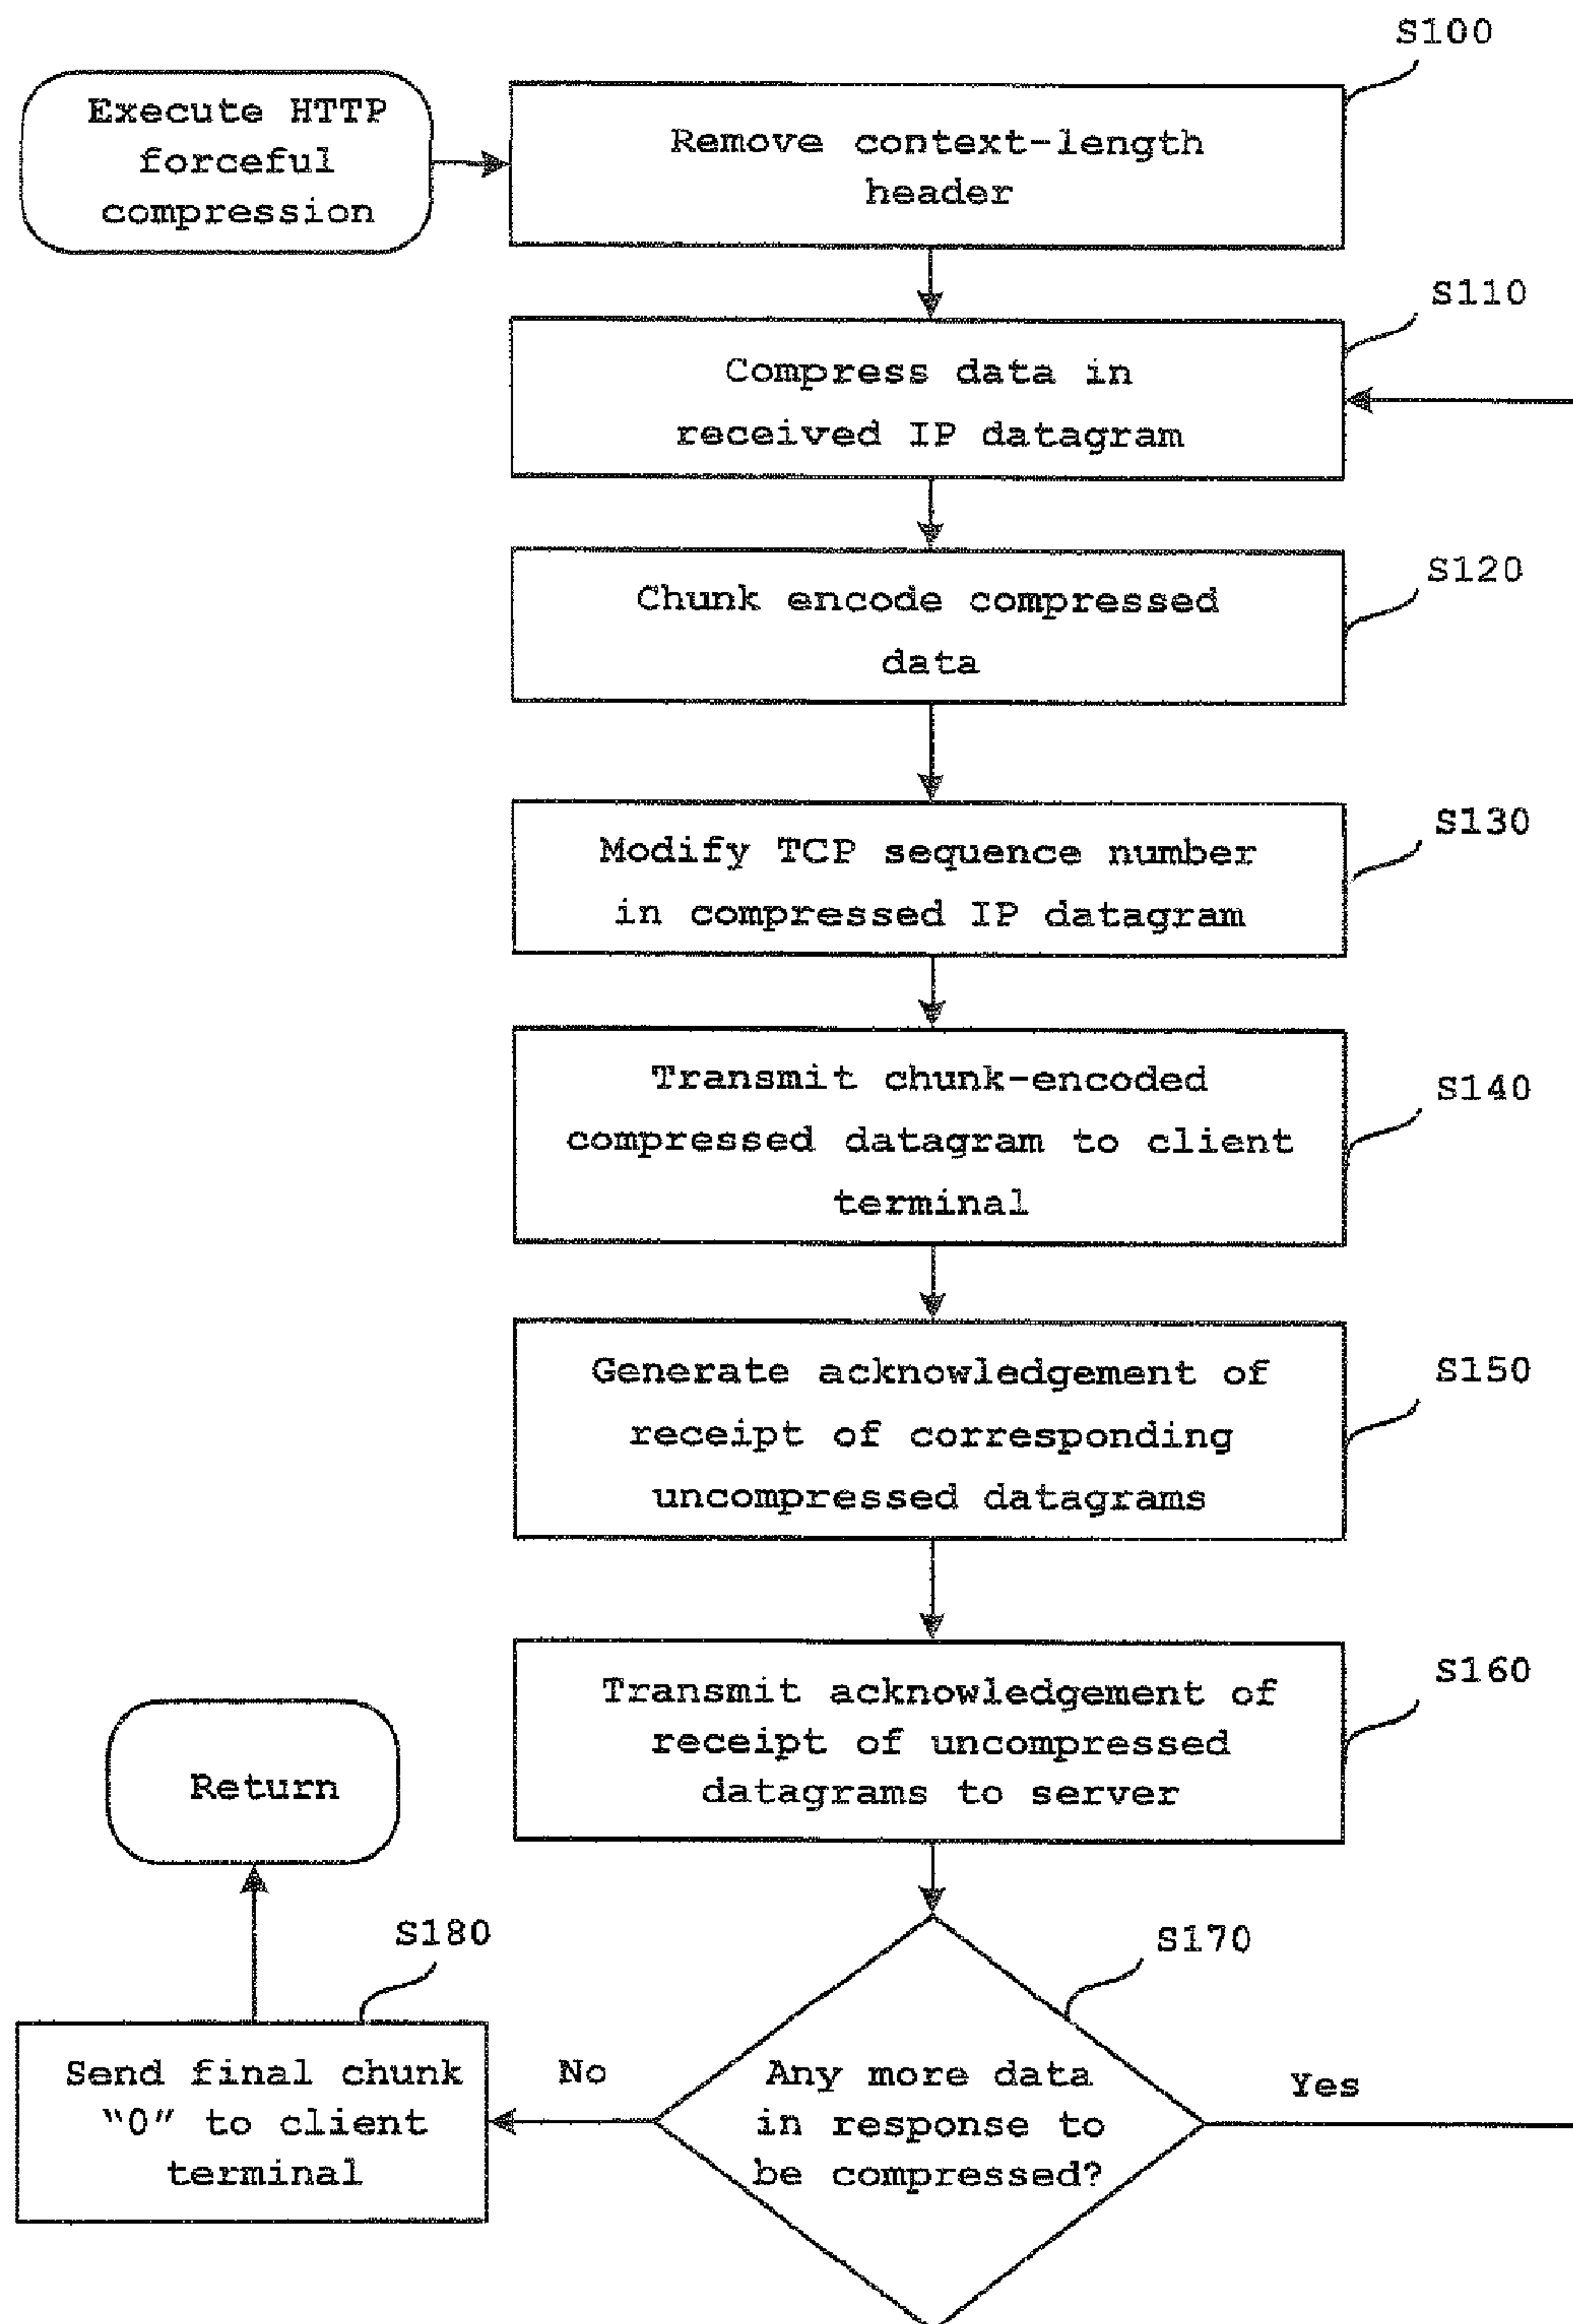 S100
Execute HTTP
forceful
compression
Remove context-length
header
S110
Compress data in
received IP datagram
S120
Chunk encode compressed
data
S130
Modify TCP sequence number
in compressed IP datagram
S140
Transmit chunk-encoded
compressed datagram to client
terminal
S150
Generate acknowledgement of
receipt of corresponding
uncompressed datagrams
S160
Transmit acknowledgement of
receipt of uncompressed
datagrams to server
Return
S180
S170
Send final chunk
“0” to client
terminal
No
Any more data
in response to
be compressed?
Yes